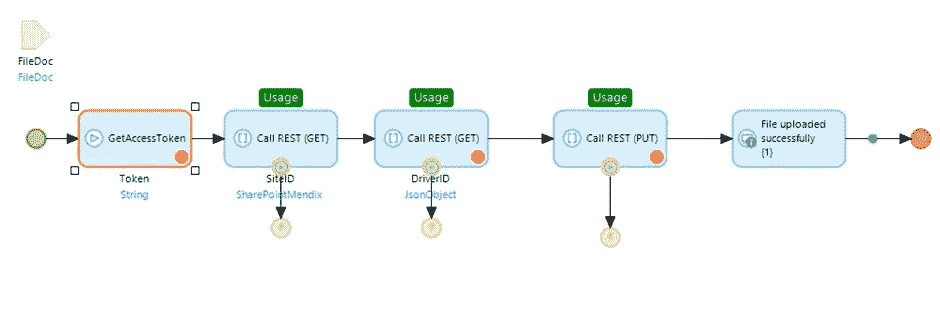 FileDoc
FileDoc
Usage
Usage
Usage
GetAccessToken
Call REST (GET)
Call REST (GET)
Call REST (PUT)
File uploaded
successfully
{1}
Token
String
SiteID
SharePointMendix
DriverID
JsonObject